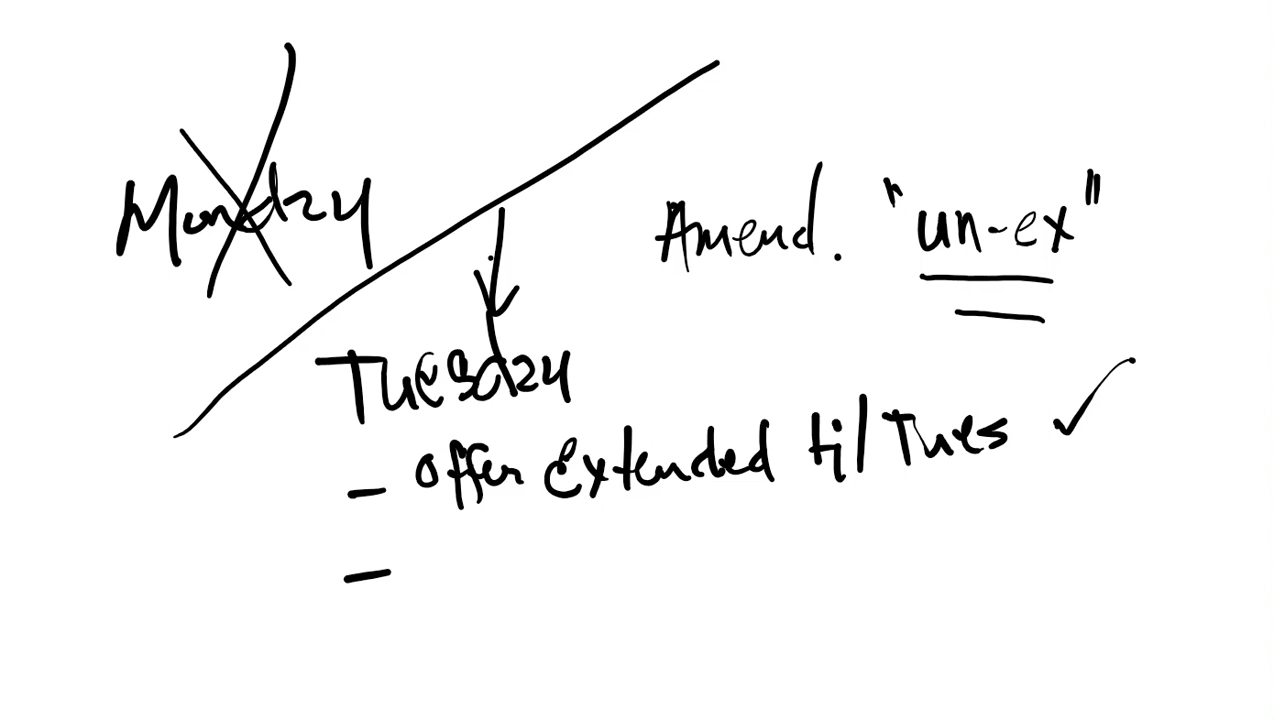 Monday
Amend. "un-ex"
Tuesday
- offer extended til Tues ✓
-